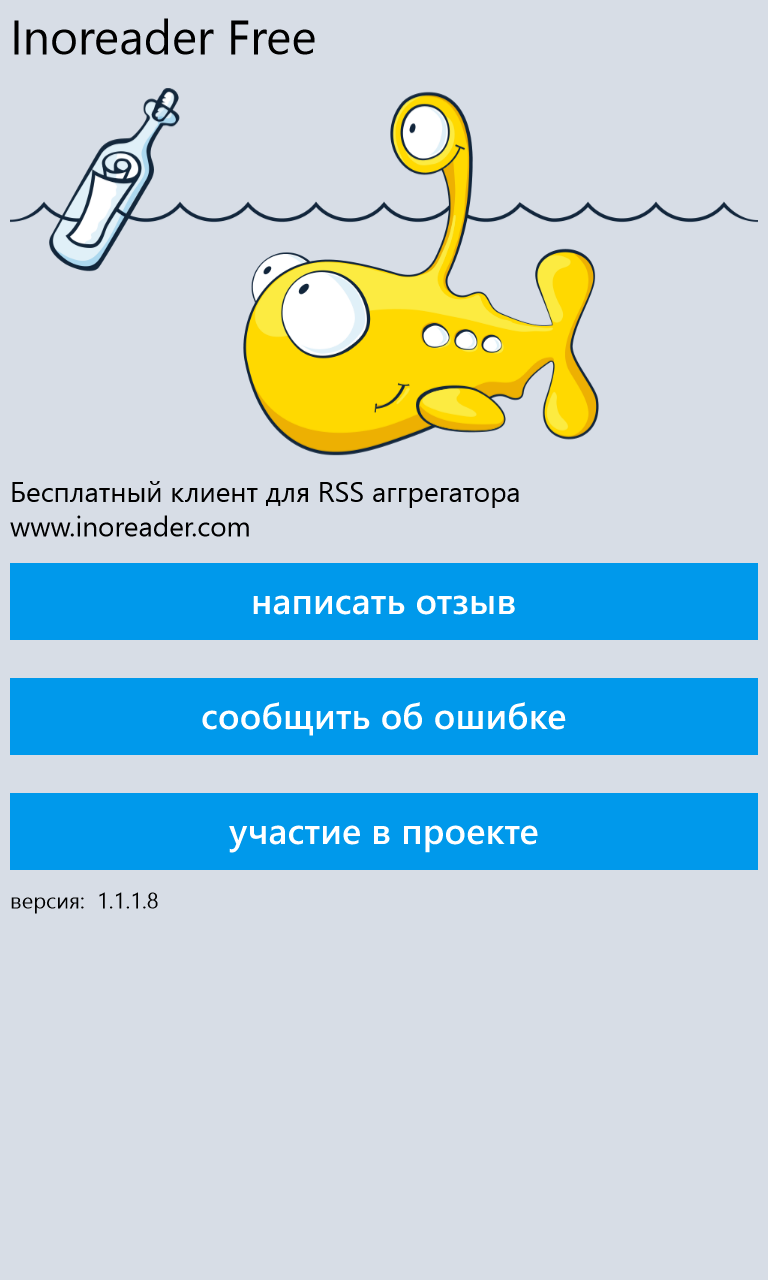 Inoreader Free
Бесплатный клиент для RSS аггрегатора
www.inoreader.com
написать отзыв
сообщить об ошибке
участие в проекте
версия: 1.1.1.8